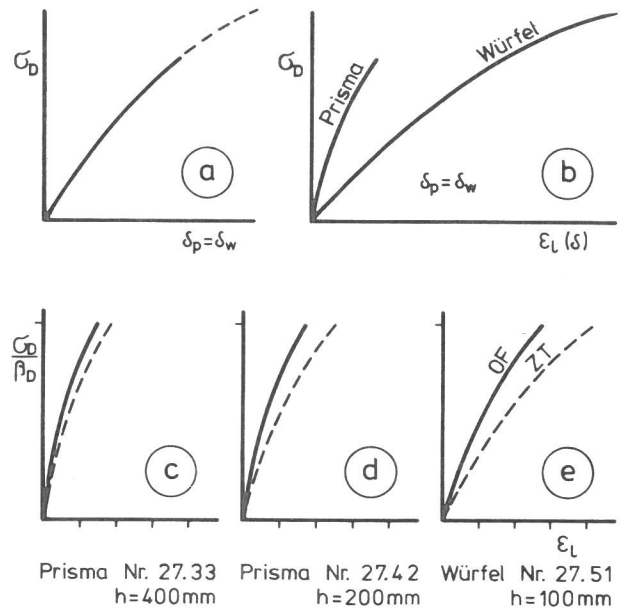 σD
a
δp = δw
σD
Prisma
Würfel
δp = δw
b
εl (δ)
σD
βD
c
d
OF
ZT
e
εl
Prisma Nr. 27.33
h = 400mm
Prisma Nr. 27.42
h = 200mm
Würfel Nr. 27.51
h = 100mm